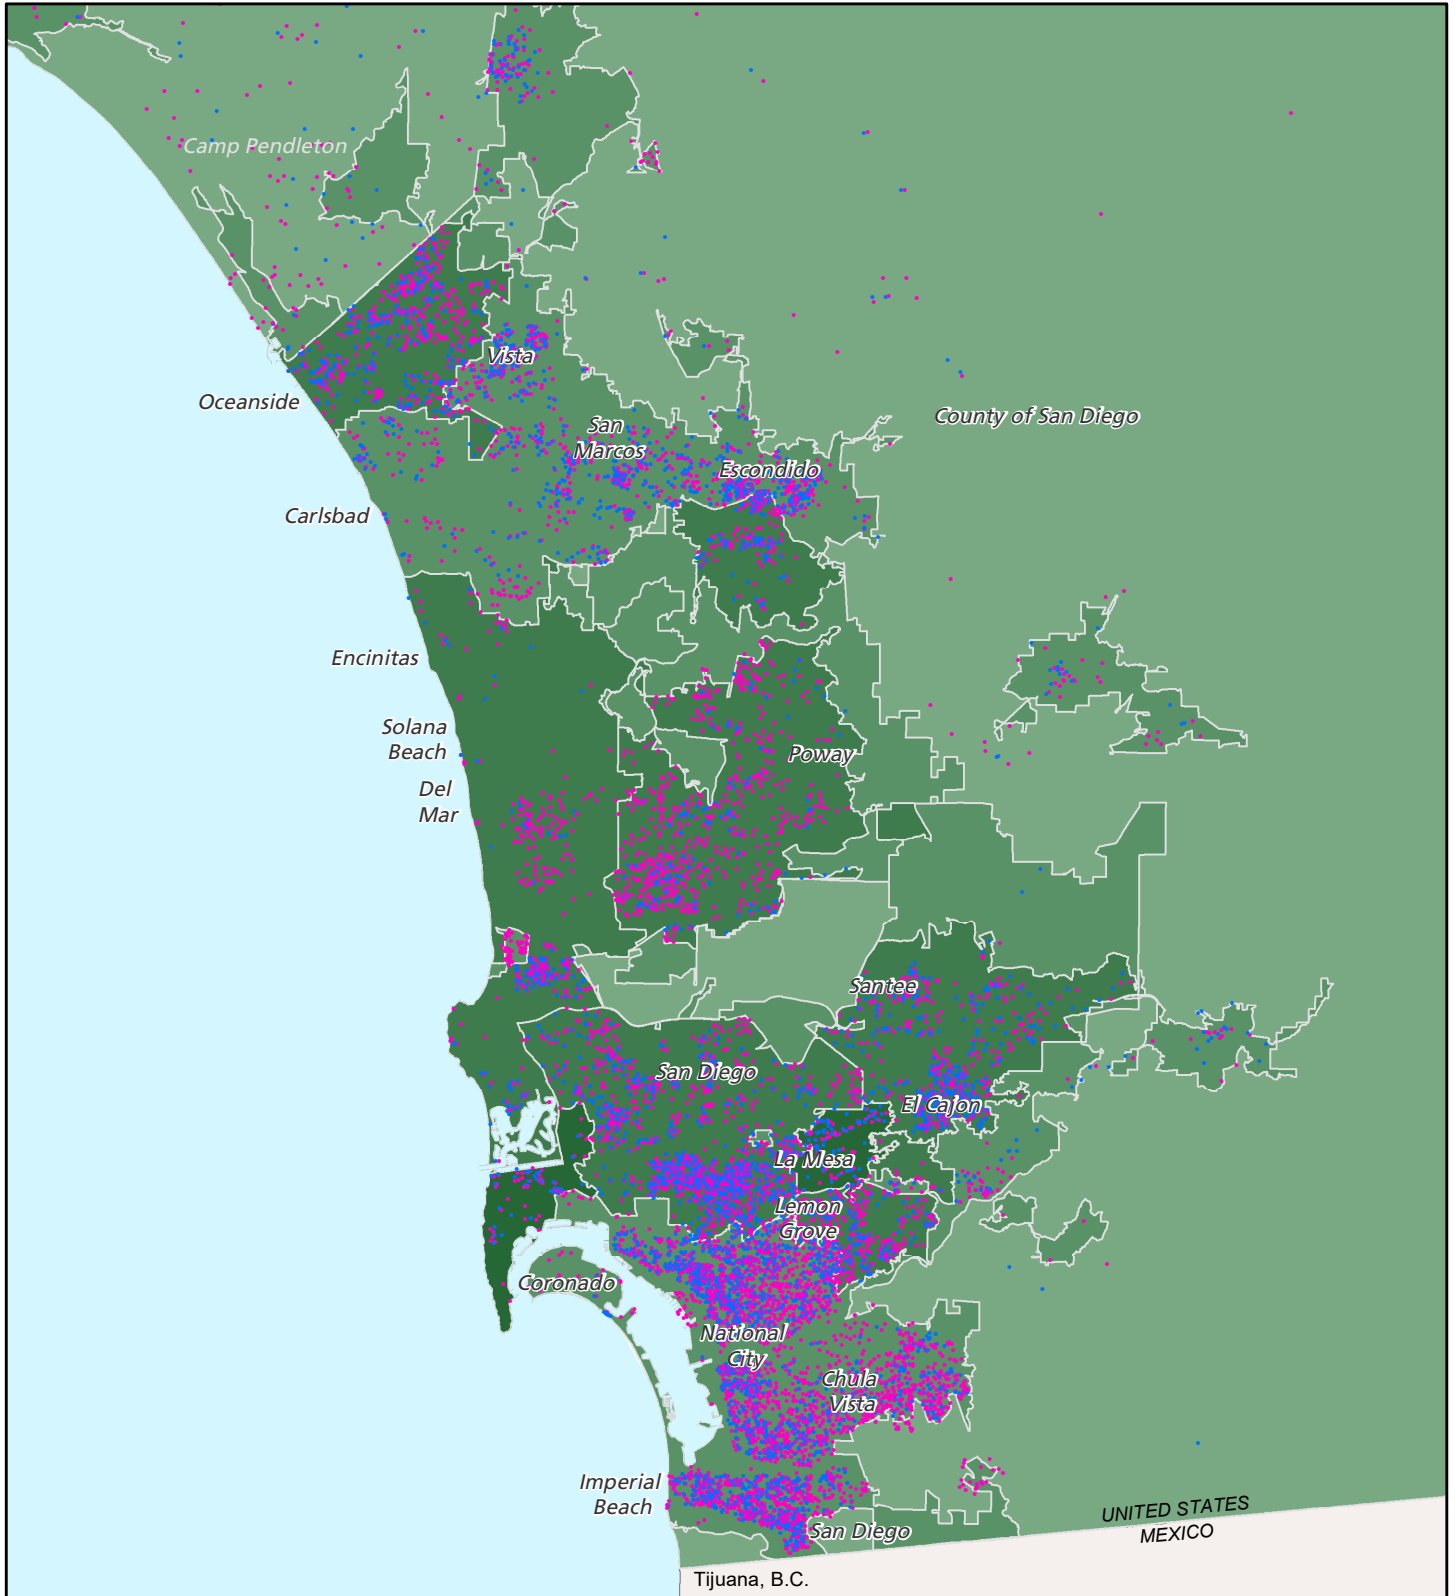 Camp Pendleton
Vista
Oceanside
County of San Diego
San
Marcos
Escondido
Carlsbad
Encinitas
Solana
Beach
Poway
Del
Mar
Santee
San Diego
El Cajon
La Mesa
Lemon
Grove
Coronado
National
City
Chula
Vista
Imperial
Beach
UNITED STATES
San Diego
MEXICO
Tijuana, B.C.